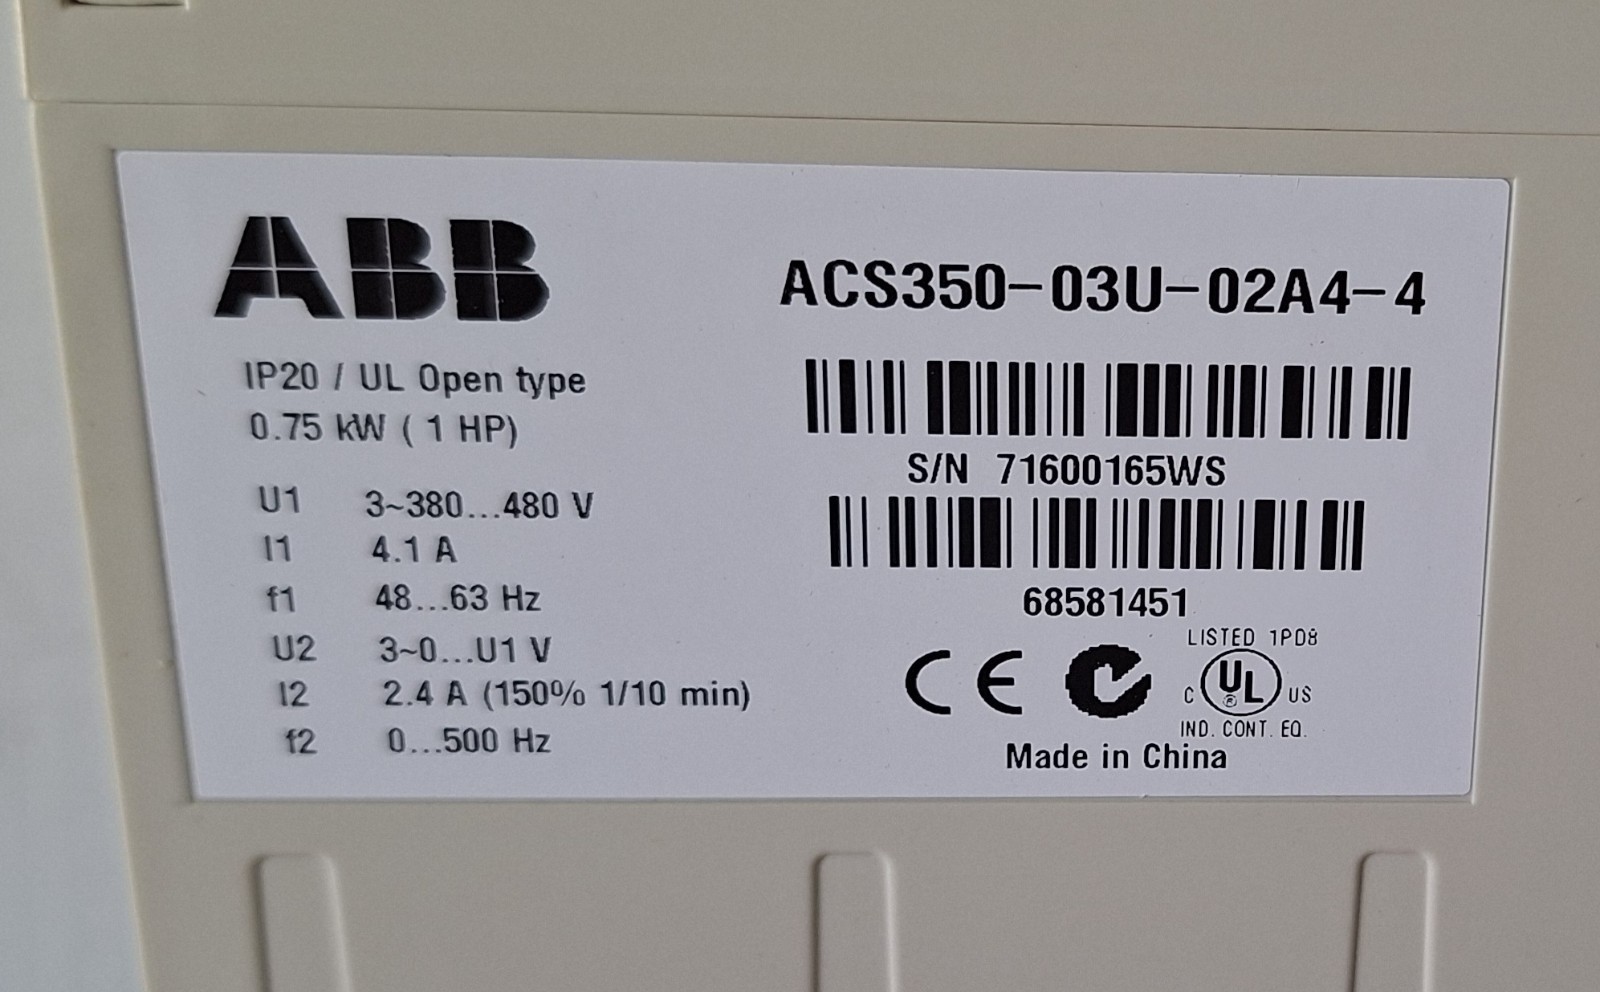 ABB
ACS350-03U-02A4-4
IP20 / UL Open type
0.75 kW ( 1 HP)
S/N 71600165WS
U1 3~380...480 V
I1 4.1 A
f1 48...63 Hz
U2 3~0...U1 V
I2 2.4 A (150% 1/10 min)
f2 0...500 Hz
68581451
LISTED 1PD8
CE C UL® US
IND. CONT. EQ.
Made in China